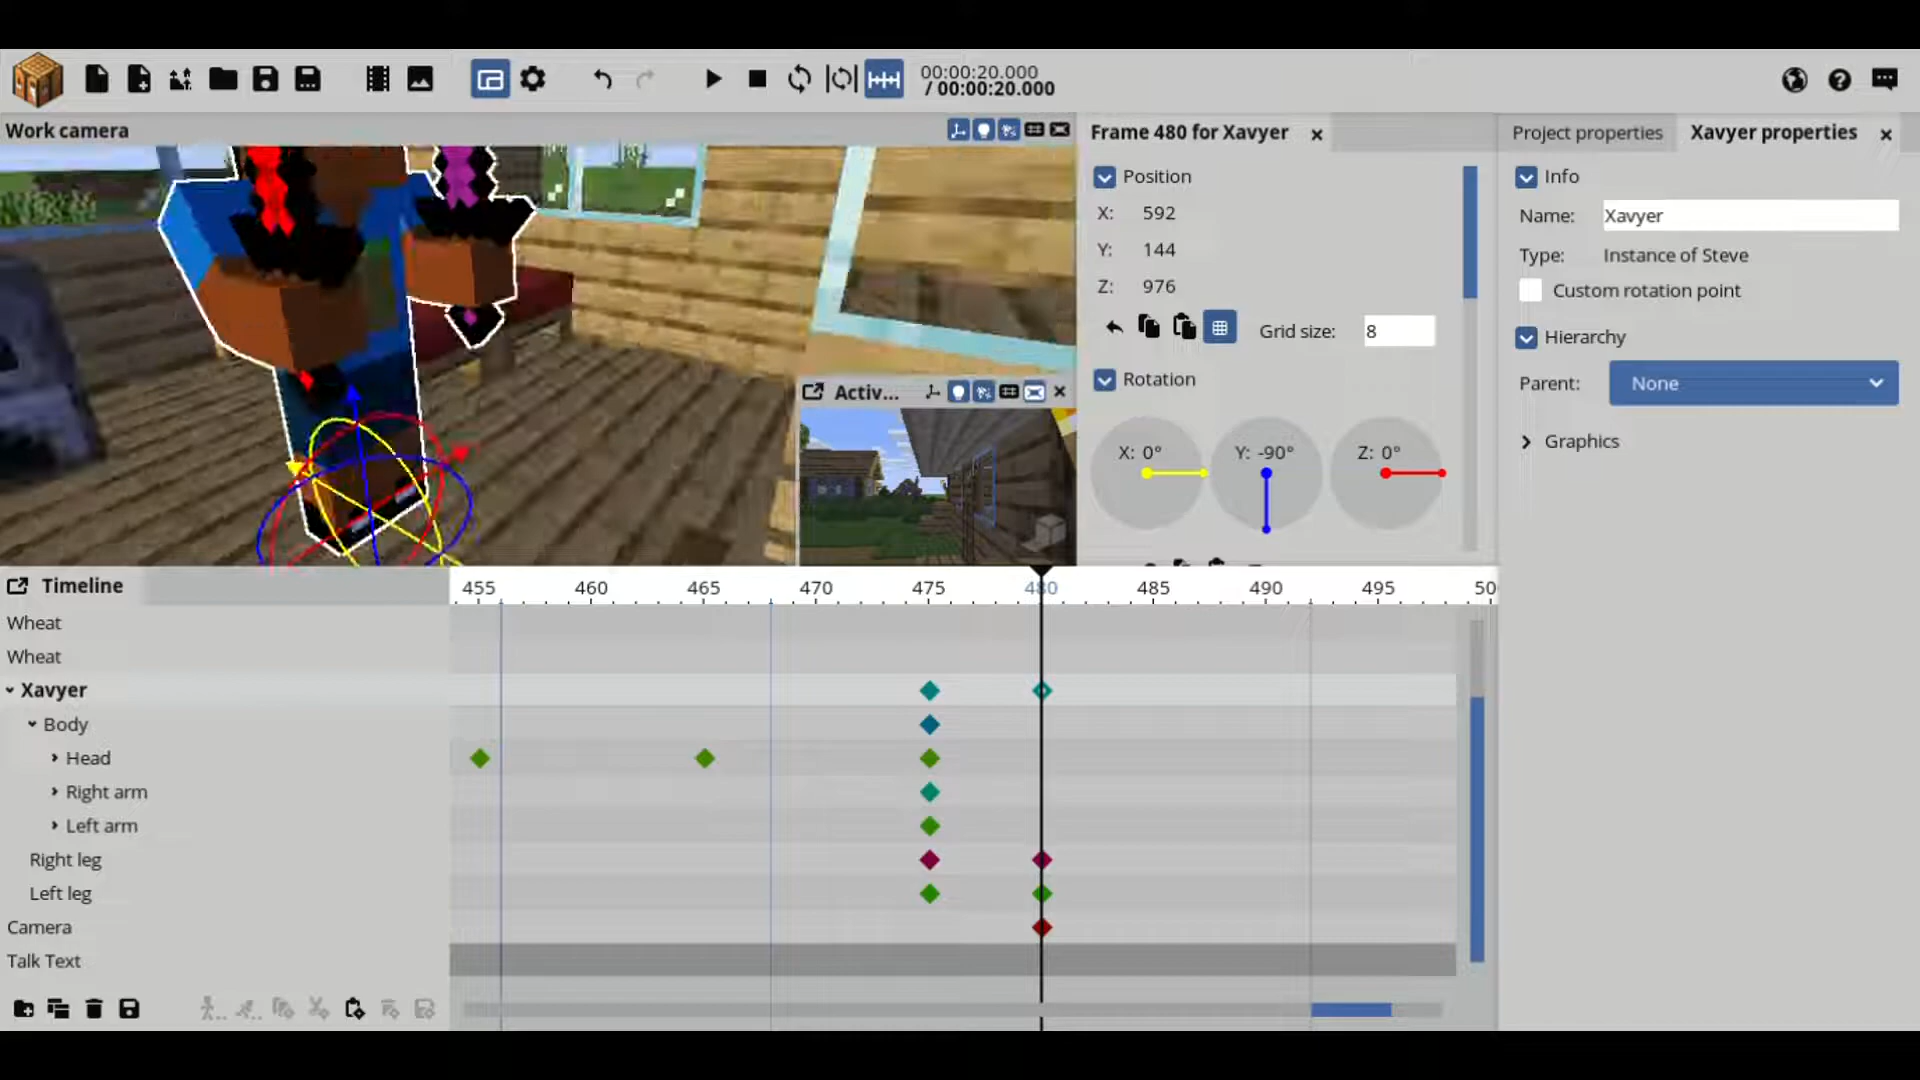 00:00:20.000
/ 00:00:20.000
Work camera
Frame 480 for Xavyer
Project properties
Xavyer properties
Position
X: 592
Y: 144
Z: 976
Grid size: 8
Rotation
X: 0°
Y: -90°
Z: 0°
Info
Name: Xavyer
Type: Instance of Steve
Custom rotation point
Hierarchy
Parent: None
Graphics
Activ...
Timeline
455 460 465 470 475 480 485 490 495 50
Wheat
Wheat
Xavyer
Body
Head
Right arm
Left arm
Right leg
Left leg
Camera
Talk Text